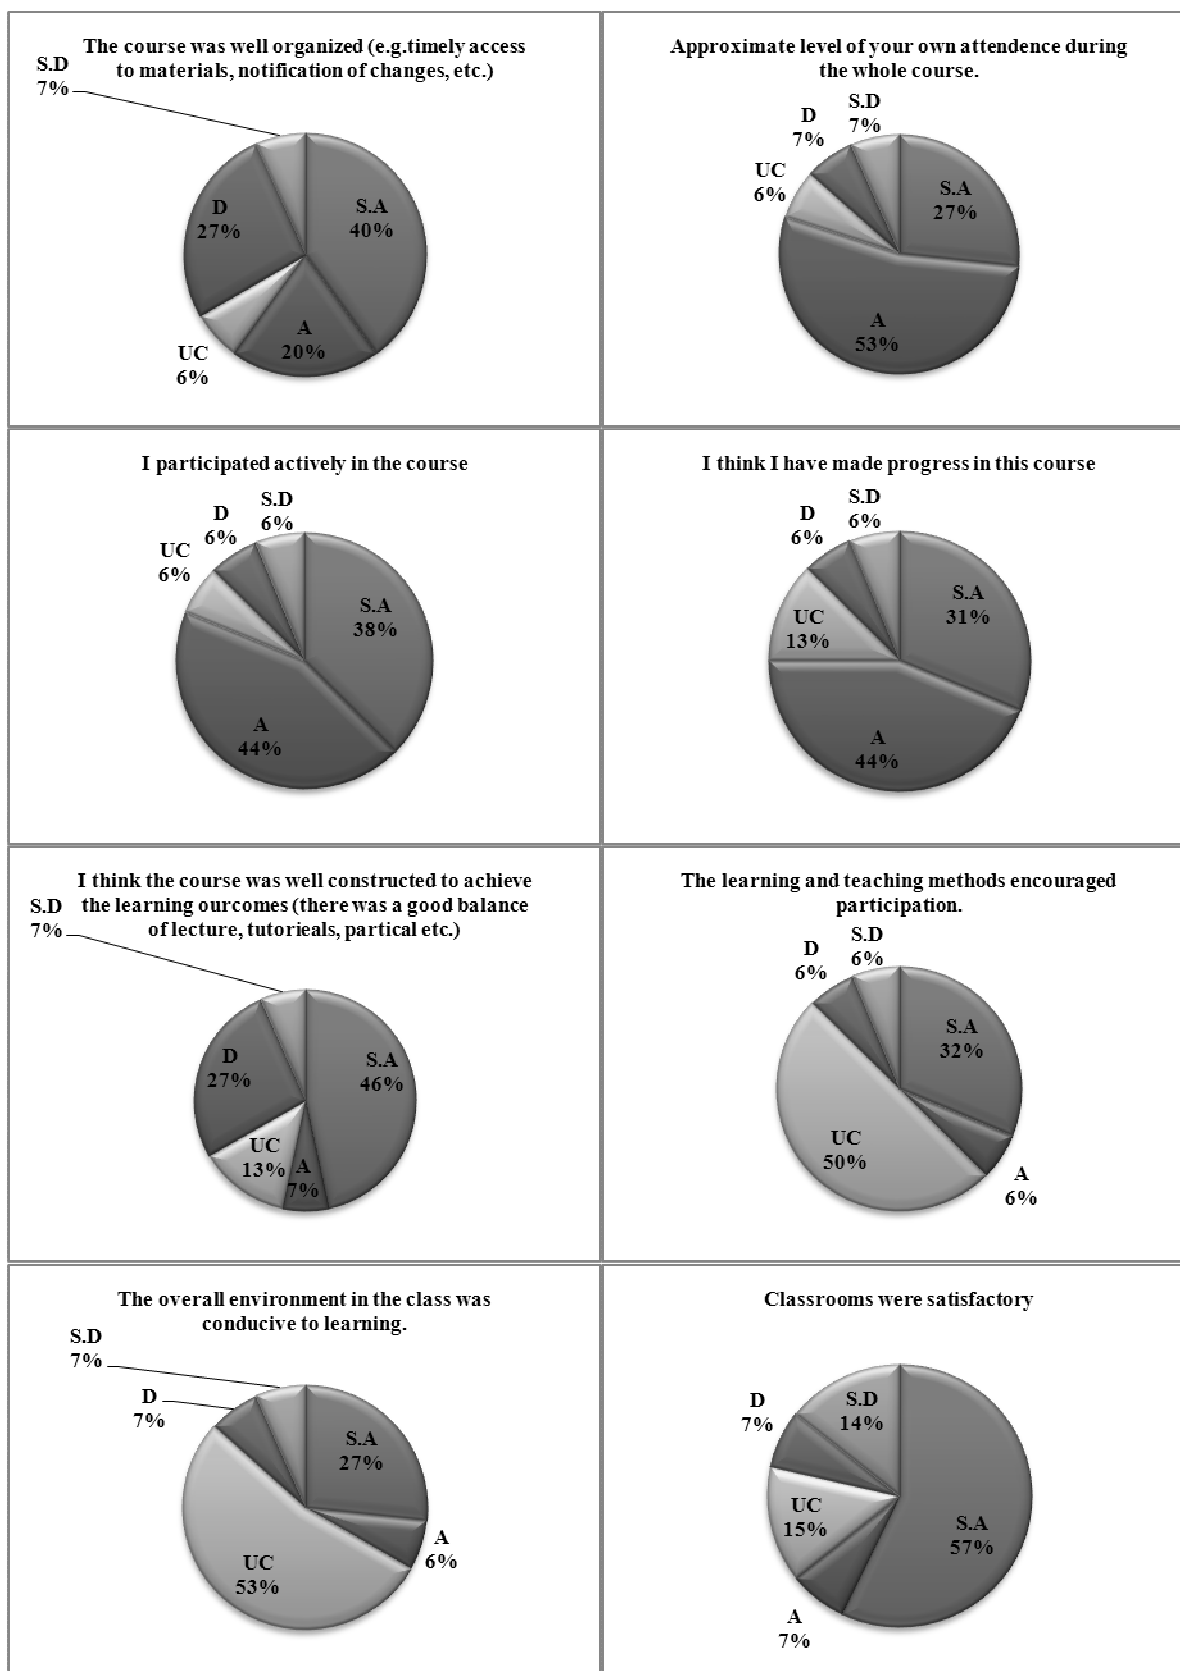 The course was well organized (e.g.timely access
to materials, notification of changes, etc.)
S.D
7%
D
27%
S.A
40%
A
20%
UC
6%
Approximate level of your own attendence during
the whole course.
S.D
7%
D
7%
UC
6%
S.A
27%
A
53%
I participated actively in the course
S.D
6%
D
6%
UC
6%
S.A
38%
A
44%
I think I have made progress in this course
S.D
6%
D
6%
UC
13%
S.A
31%
A
44%
I think the course was well constructed to achieve
the learning ourcomes (there was a good balance
of lecture, tutorieals, partical etc.)
S.D
7%
D
27%
S.A
46%
UC
13%
A
7%
The learning and teaching methods encouraged
participation.
S.D
6%
D
6%
S.A
32%
UC
50%
A
6%
The overall environment in the class was
conducive to learning.
S.D
7%
D
7%
S.A
27%
A
6%
UC
53%
Classrooms were satisfactory
D
7%
S.D
14%
UC
15%
S.A
57%
A
7%